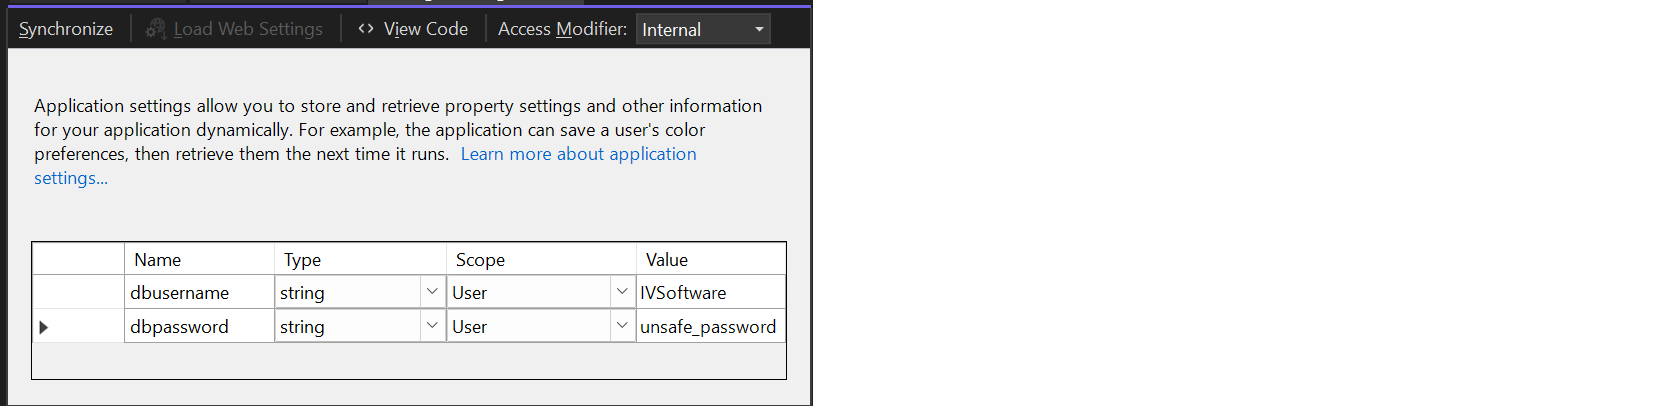 Synchronize Load Web Settings <> View Code Access Modifier: Internal
Application settings allow you to store and retrieve property settings and other information
for your application dynamically. For example, the application can save a user's color
preferences, then retrieve them the next time it runs. Learn more about application
settings...
Name Type Scope Value
dbusername string User IVSoftware
dbpassword string User unsafe_password